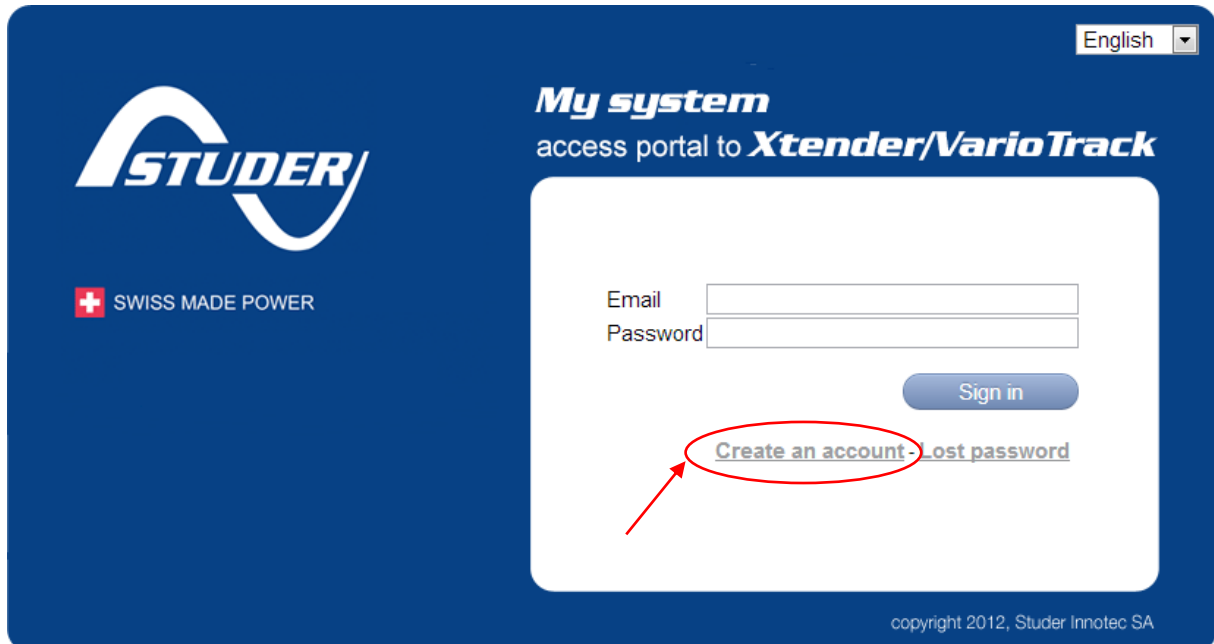 English
STUDER
SWISS MADE POWER
My system
access portal to Xtender/VarioTrack
Email
Password
Sign in
Create an account - Lost password
copyright 2012, Studer Innotec SA